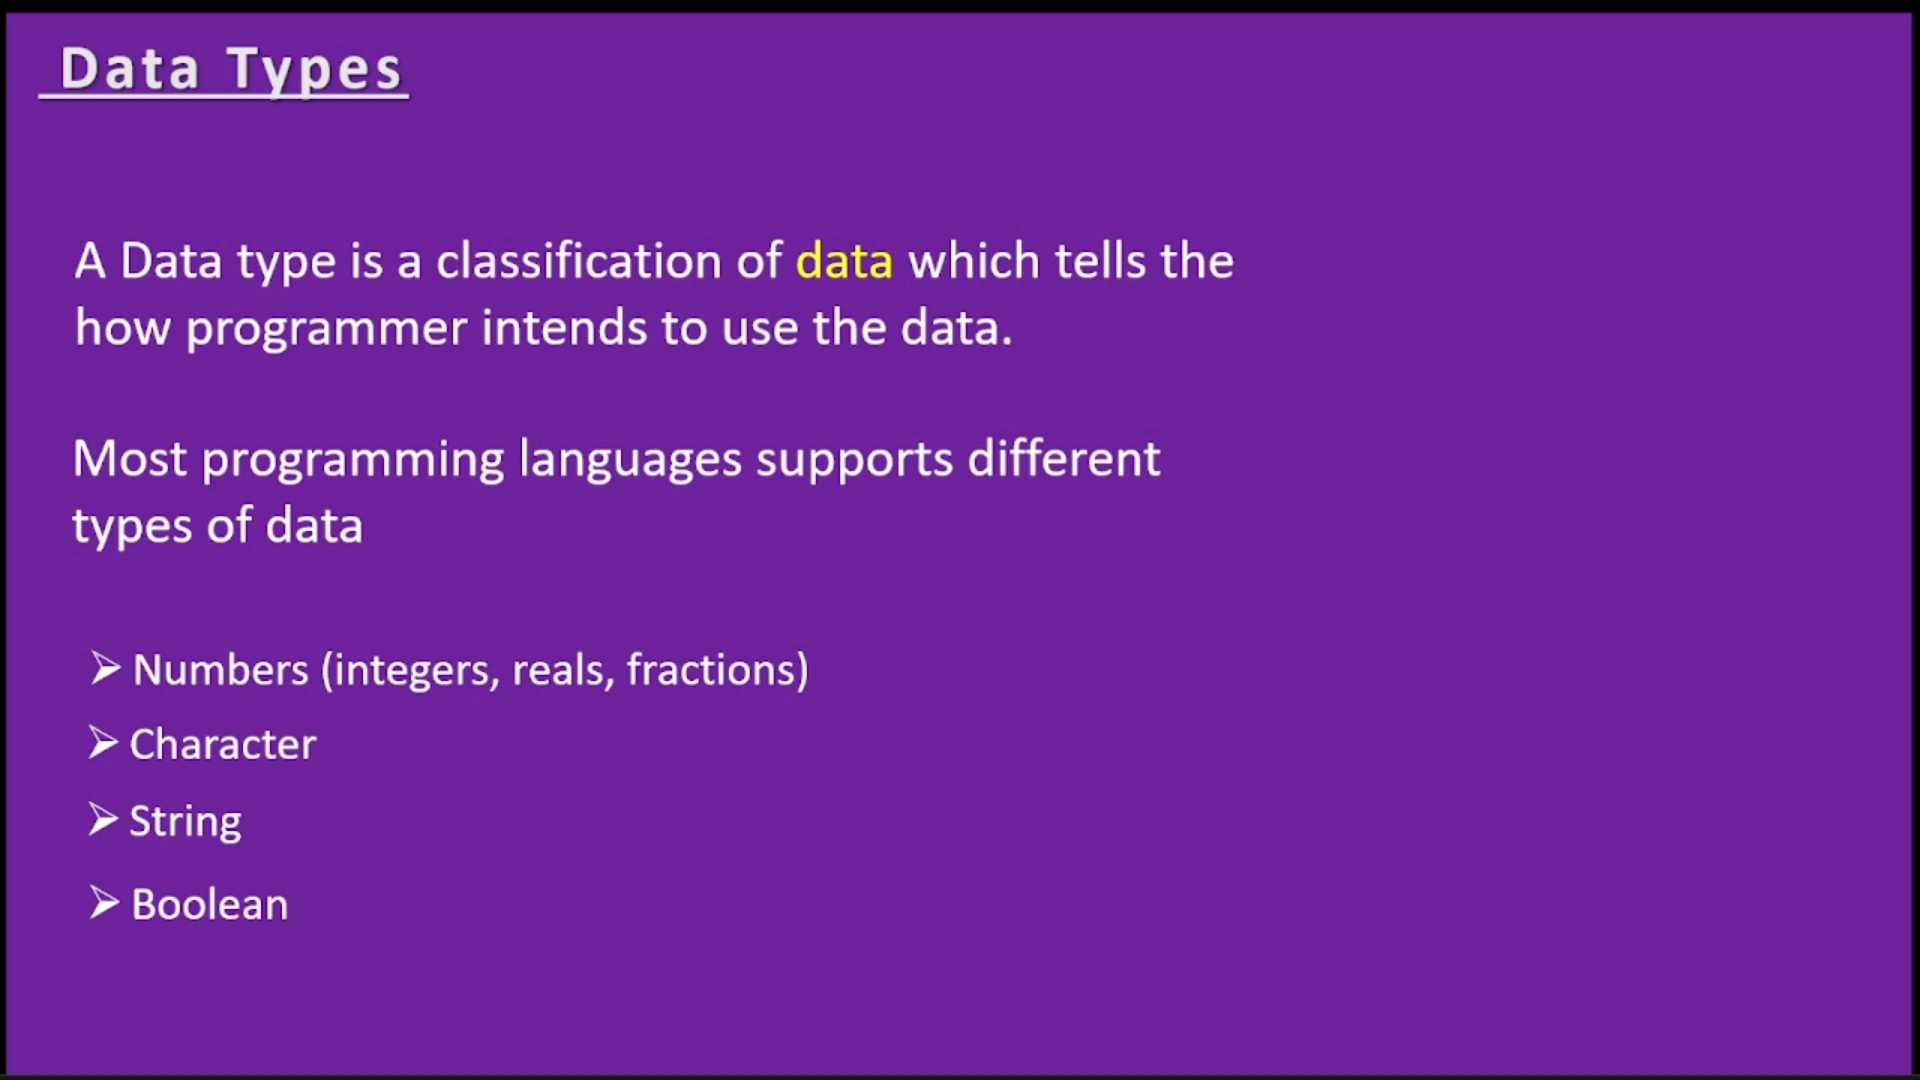 Data Types
A Data type is a classification of data which tells the
how programmer intends to use the data.
Most programming languages supports different
types of data
➢ Numbers (integers, reals, fractions)
➢ Character
➢ String
➢ Boolean